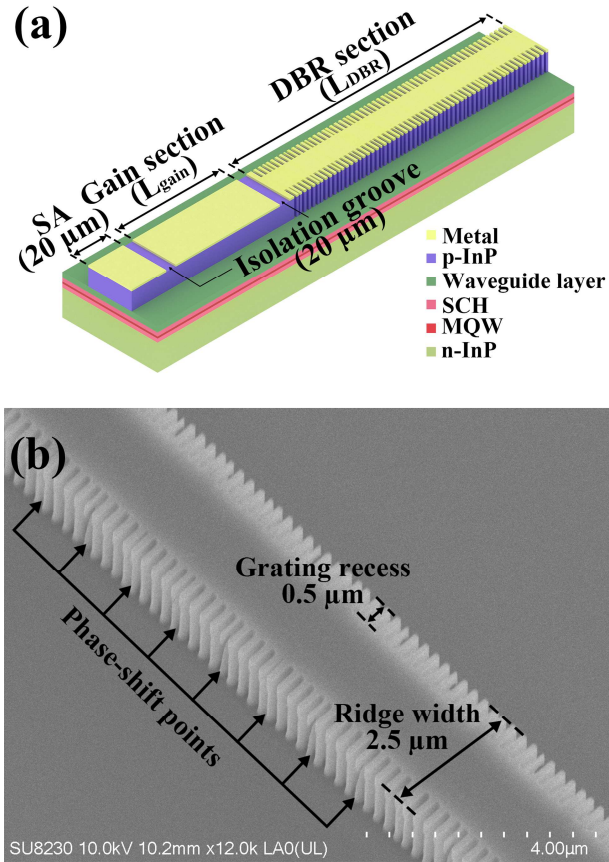 (a)
DBR section
(L_DBR)
Gain section
(L_gain)
SA
(20 μm)
Isolation groove
(20 μm)
Metal
p-InP
Waveguide layer
SCH
MQW
n-InP
(b)
Grating recess
0.5 μm
Phase-shift points
Ridge width
2.5 μm
SU8230 10.0kV 10.2mm x12.0k LA0(UL)
4.00μm